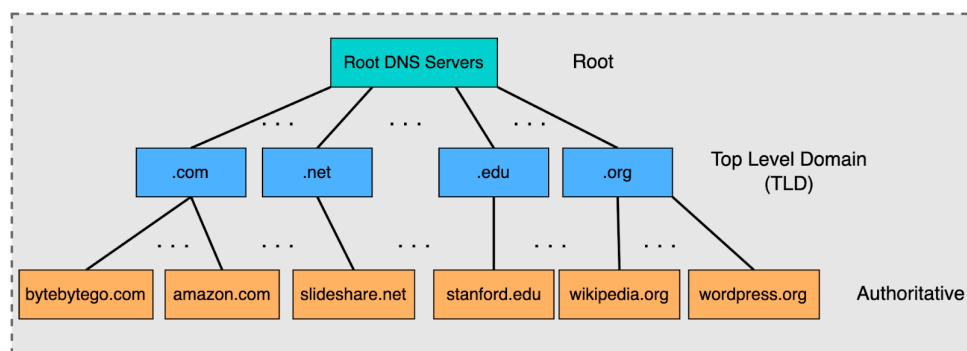 Root DNS Servers
Root
. . .
. . .
. . .
.com
.net
.edu
.org
Top Level Domain
(TLD)
. . .
. . .
. . .
. . .
. . .
bytebytego.com
amazon.com
slideshare.net
stanford.edu
wikipedia.org
wordpress.org
Authoritative